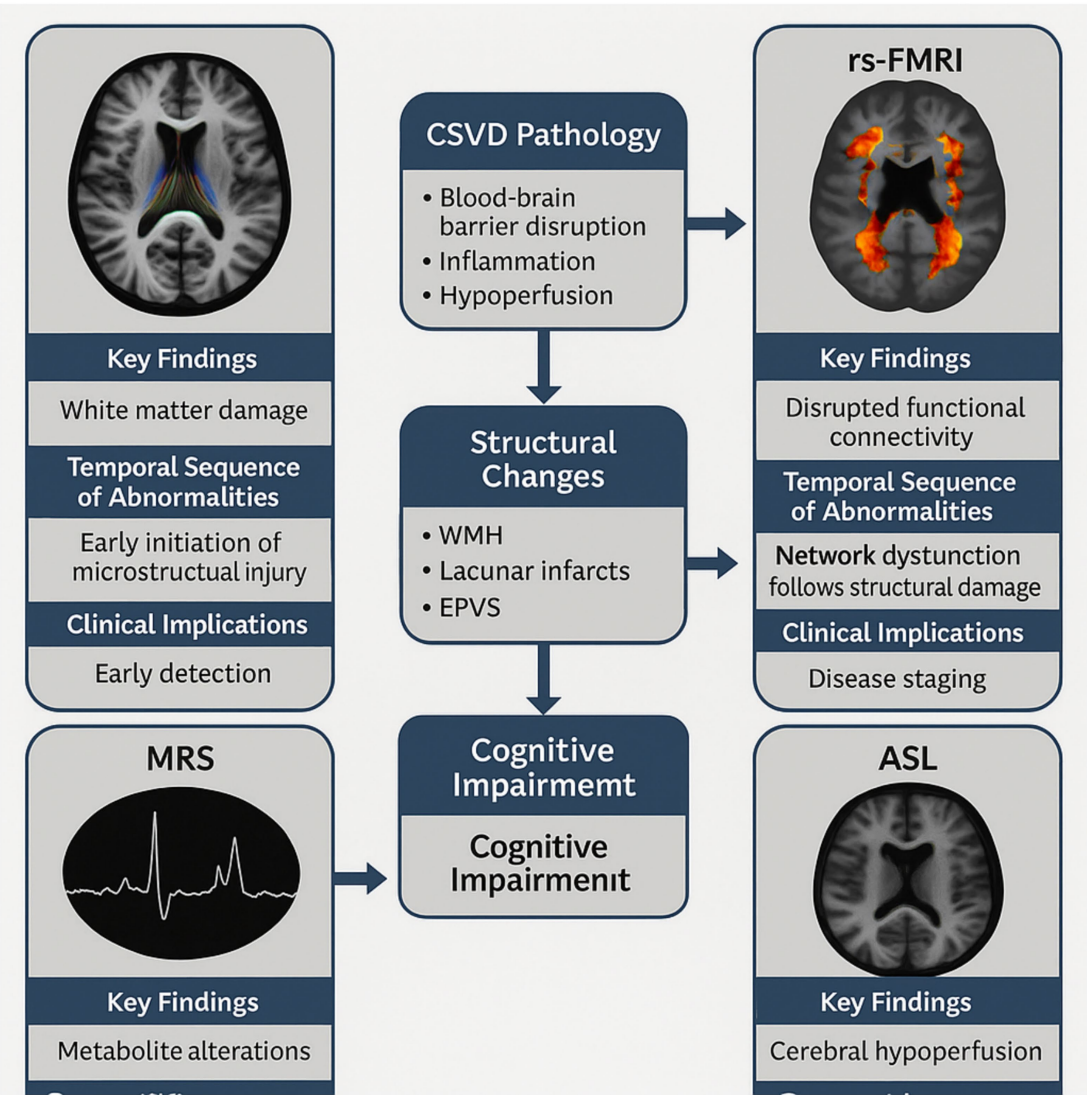 Key Findings
White matter damage
Temporal Sequence
of Abnormalities
Early initiation of
microstructual injury
Clinical Implications
Early detection
MRS
Key Findings
Metabolite alterations
CSVD Pathology
• Blood-brain
barrier disruption
• Inflammation
• Hypoperfusion
Structural
Changes
• WMH
• Lacunar infarcts
• EPVS
Cognitive
Impairmemt
Cognitive
rs-FMRI
Key Findings
Disrupted functional
connectivity
Temporal Sequence
of Abnormalities
Network dystunction
follows structural damage
Clinical Implications
Disease staging
ASL
Key Findings
Cerebral hypoperfusion